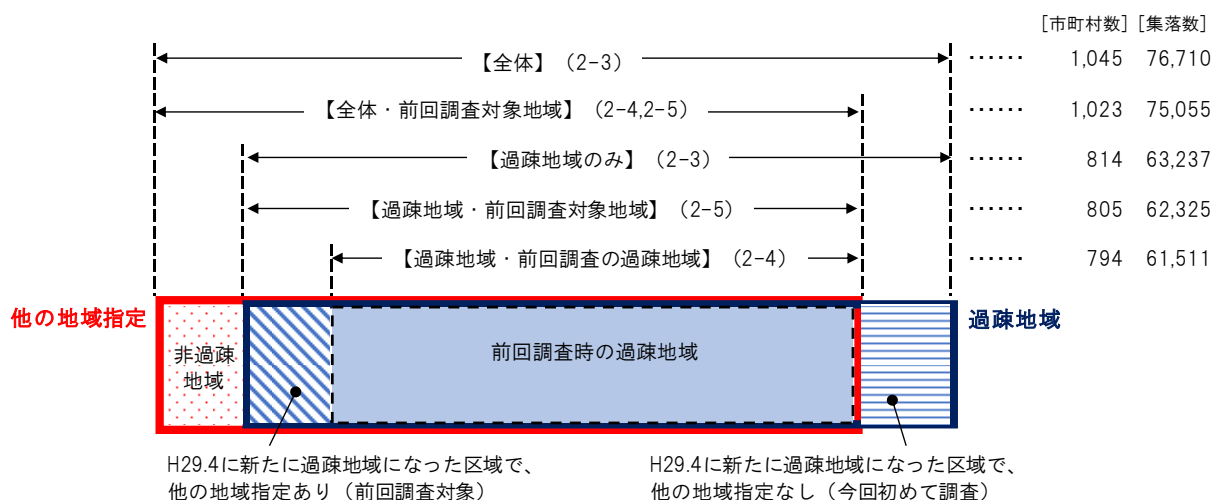 [市町村数] [集落数]
【全体】（2-3） ‥‥‥ 1,045 76,710
【全体・前回調査対象地域】（2-4,2-5） ‥‥‥ 1,023 75,055
【過疎地域のみ】（2-3） ‥‥‥ 814 63,237
【過疎地域・前回調査対象地域】（2-5） ‥‥‥ 805 62,325
【過疎地域・前回調査の過疎地域】（2-4） ‥‥‥ 794 61,511
他の地域指定
非過疎
地域
前回調査時の過疎地域
過疎地域
H29.4に新たに過疎地域になった区域で、
他の地域指定あり（前回調査対象）
H29.4に新たに過疎地域になった区域で、
他の地域指定なし（今回初めて調査）